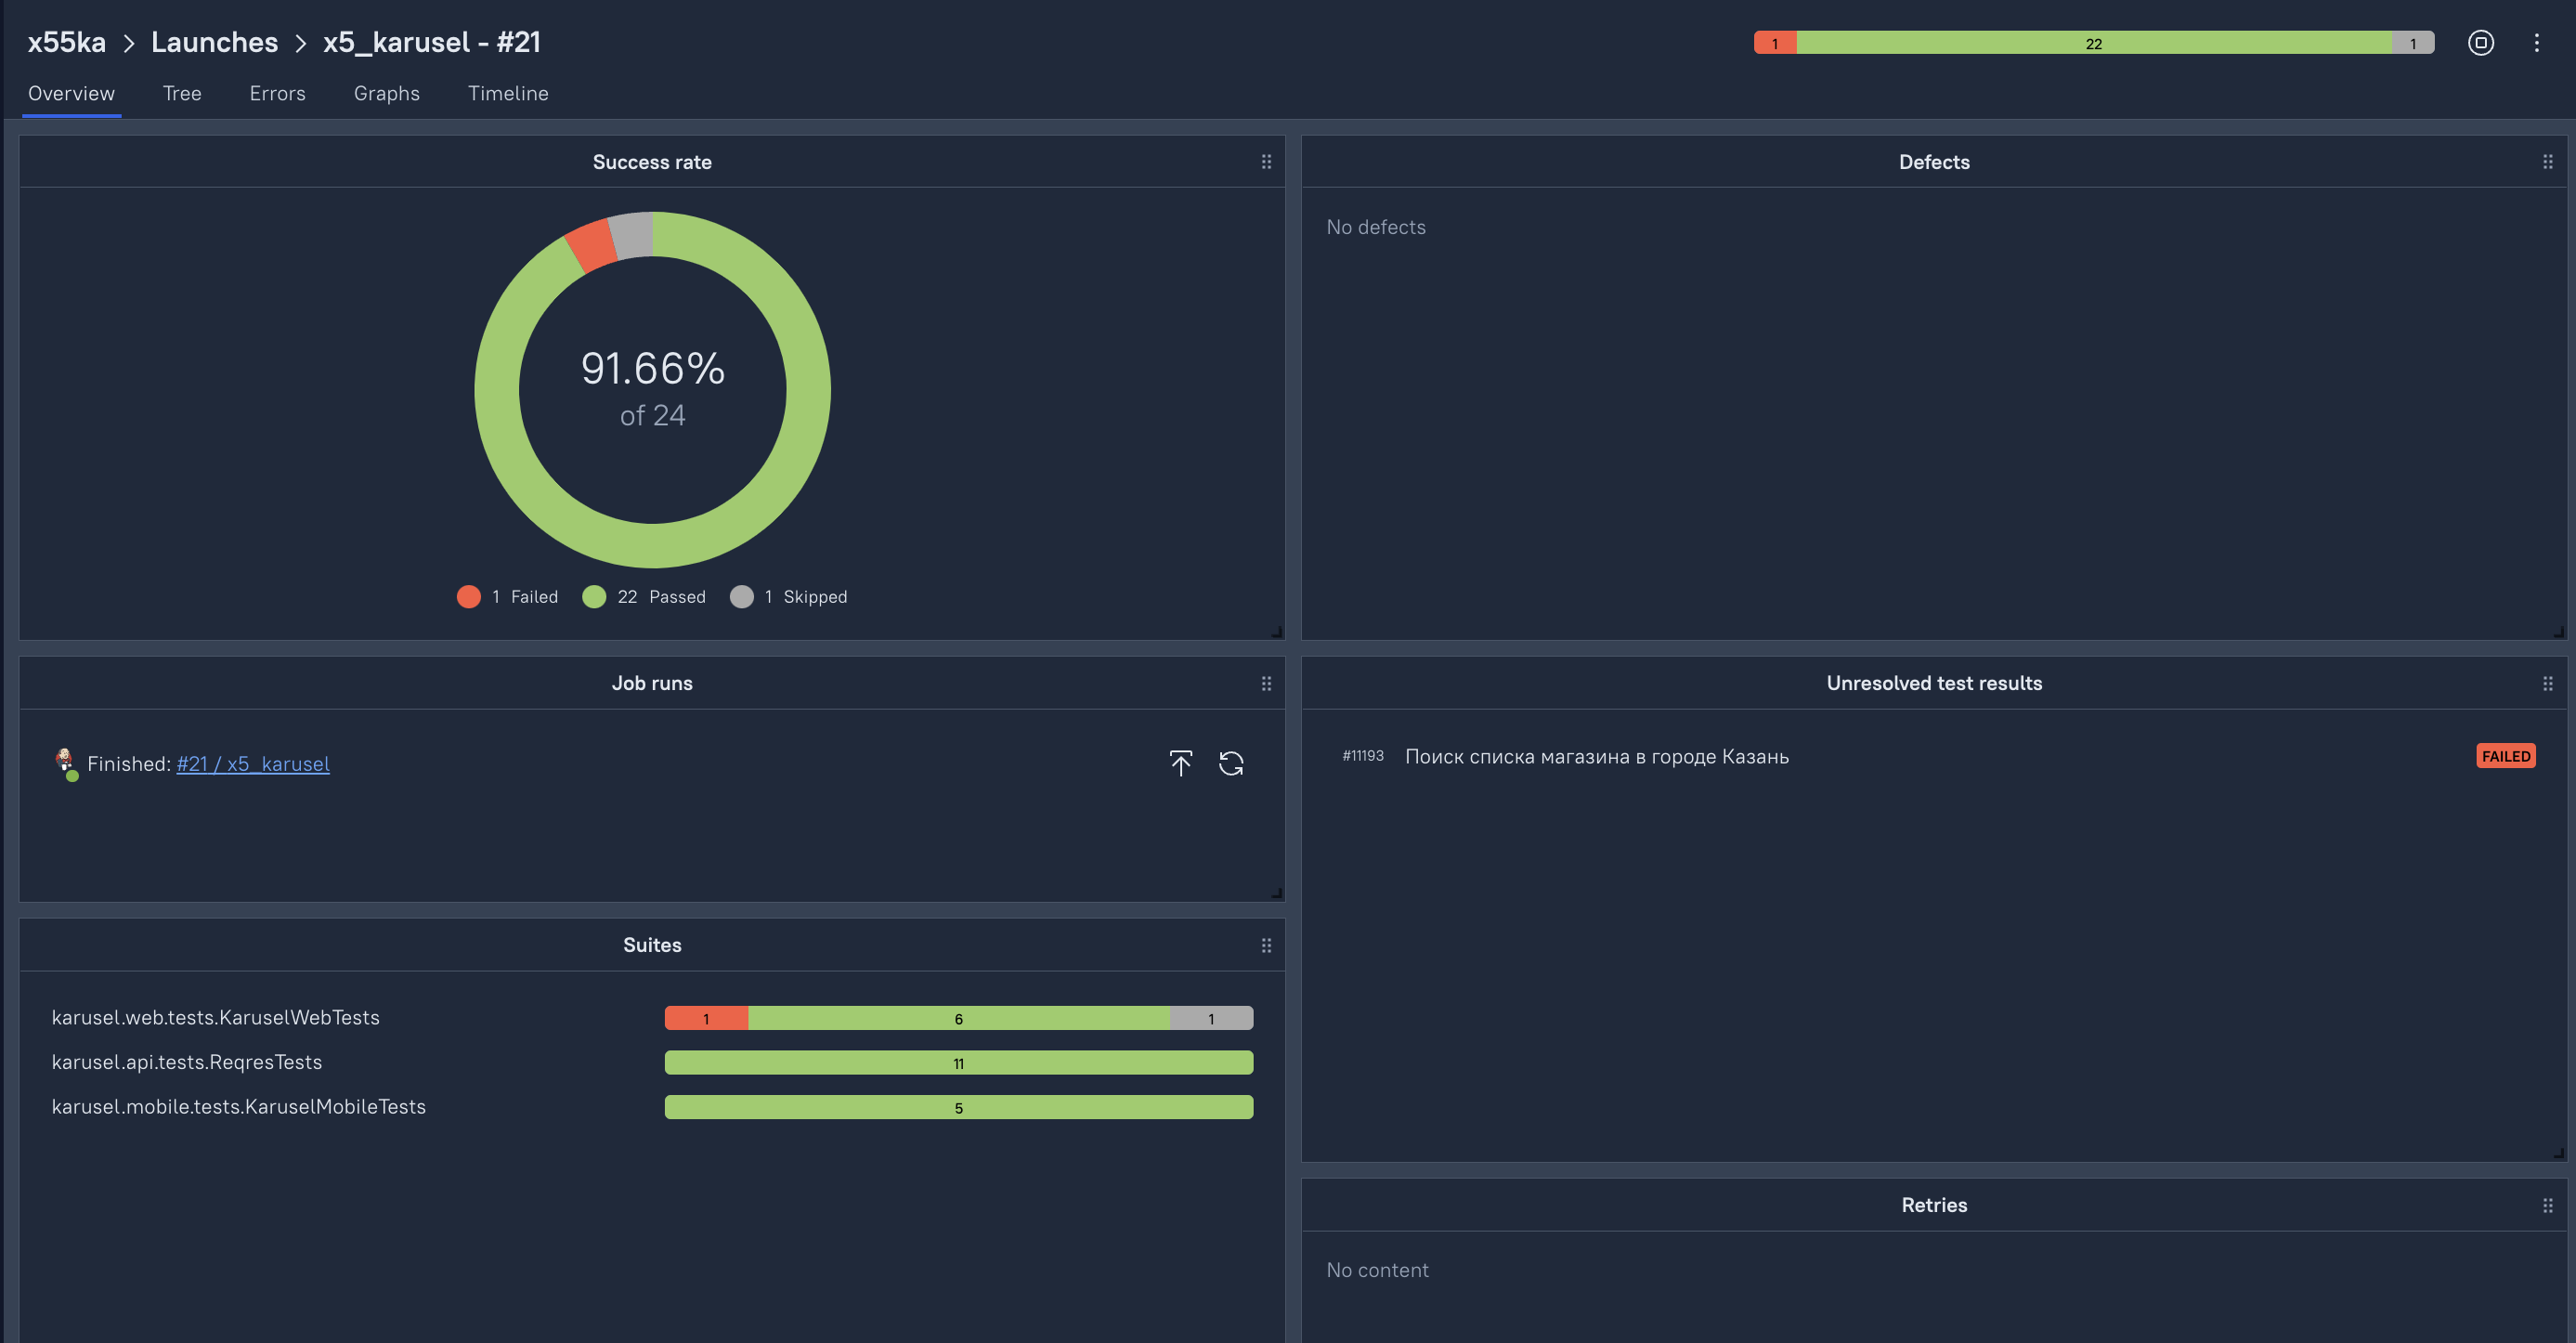 x55ka > Launches > x5_karusel - #21
1 22 1
Overview Tree Errors Graphs Timeline
Success rate
91.66%
of 24
1 Failed 22 Passed 1 Skipped
Defects
No defects
Job runs
Finished: #21 / x5_karusel
Unresolved test results
#11193 Поиск списка магазина в городе Казань FAILED
Suites
karusel.web.tests.KaruselWebTests 1 6 1
karusel.api.tests.ReqresTests 11
karusel.mobile.tests.KaruselMobileTests 5
Retries
No content